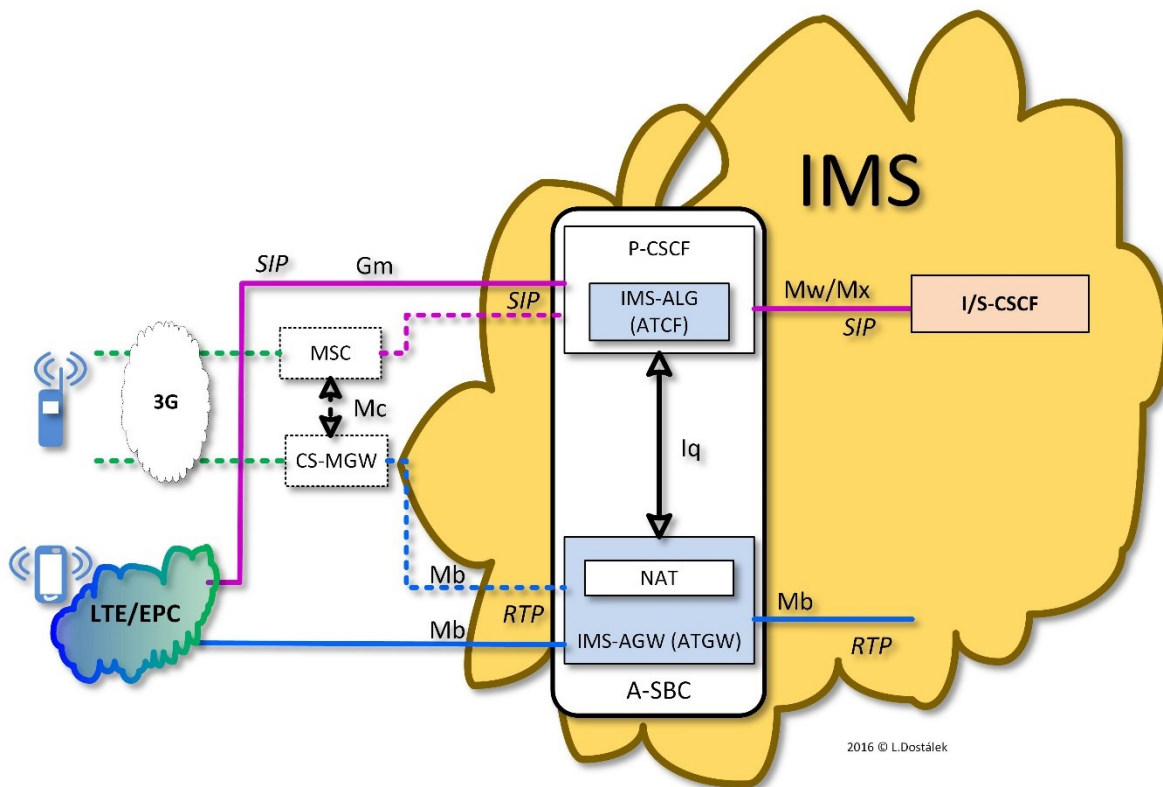 IMS
P-CSCF
SIP
Gm
SIP
IMS-ALG
(ATCF)
Mw/Mx
SIP
I/S-CSCF
MSC
3G
Mc
CS-MGW
Iq
NAT
Mb
RTP
Mb
LTE/EPC
Mb
IMS-AGW (ATGW)
RTP
A-SBC
2016 © L.Dostálek